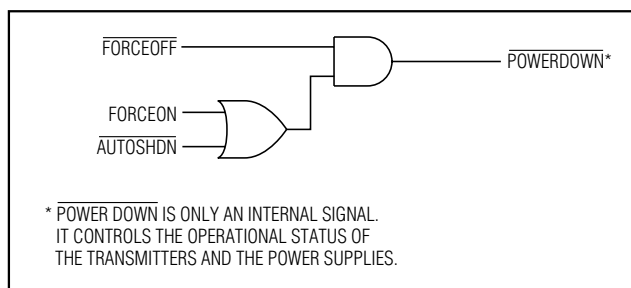 FORCEOFF
POWERDOWN*
FORCEON
AUTOSHDN
* POWER DOWN IS ONLY AN INTERNAL SIGNAL.
IT CONTROLS THE OPERATIONAL STATUS OF
THE TRANSMITTERS AND THE POWER SUPPLIES.